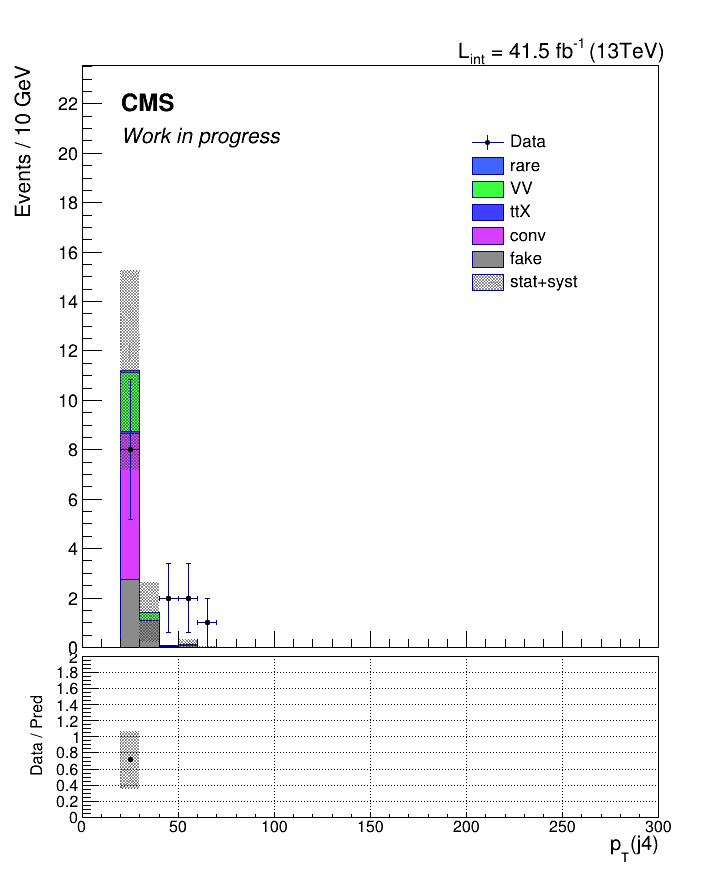 L_int = 41.5 fb^-1 (13TeV)
Events / 10 GeV
CMS
Work in progress
Data
rare
VV
ttX
conv
fake
stat+syst
22
20
18
16
14
12
10
8
6
4
2
0
Data / Pred
2
1.8
1.6
1.4
1.2
1
0.8
0.6
0.4
0.2
0
0 50 100 150 200 250 300
p_T(j4)